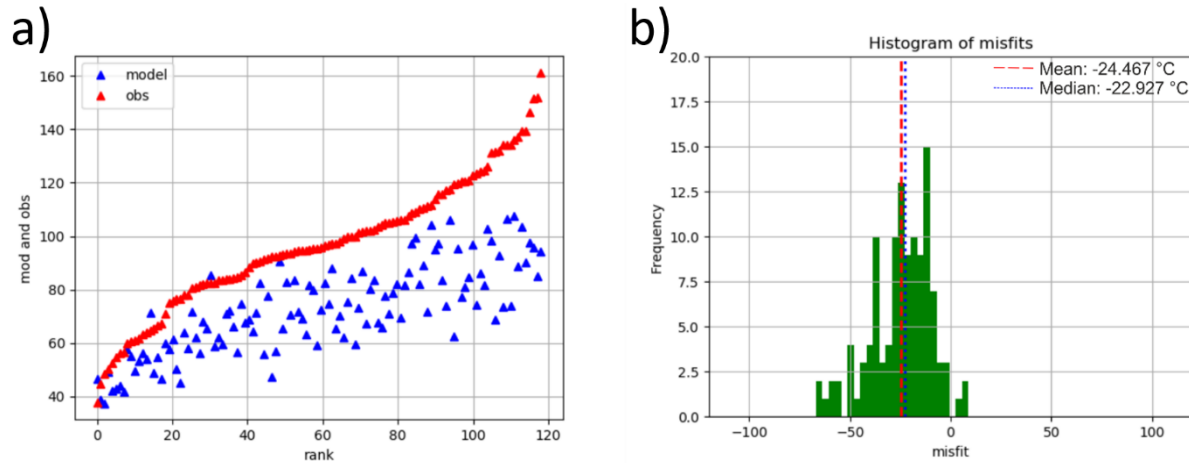 a)
model
obs
mod and obs
160
140
120
100
80
60
40
0 20 40 60 80 100 120
rank
b)
Histogram of misfits
Mean: -24.467 °C
Median: -22.927 °C
Frequency
20.0
17.5
15.0
12.5
10.0
7.5
5.0
2.5
0.0
−100 −50 0 50 100
misfit